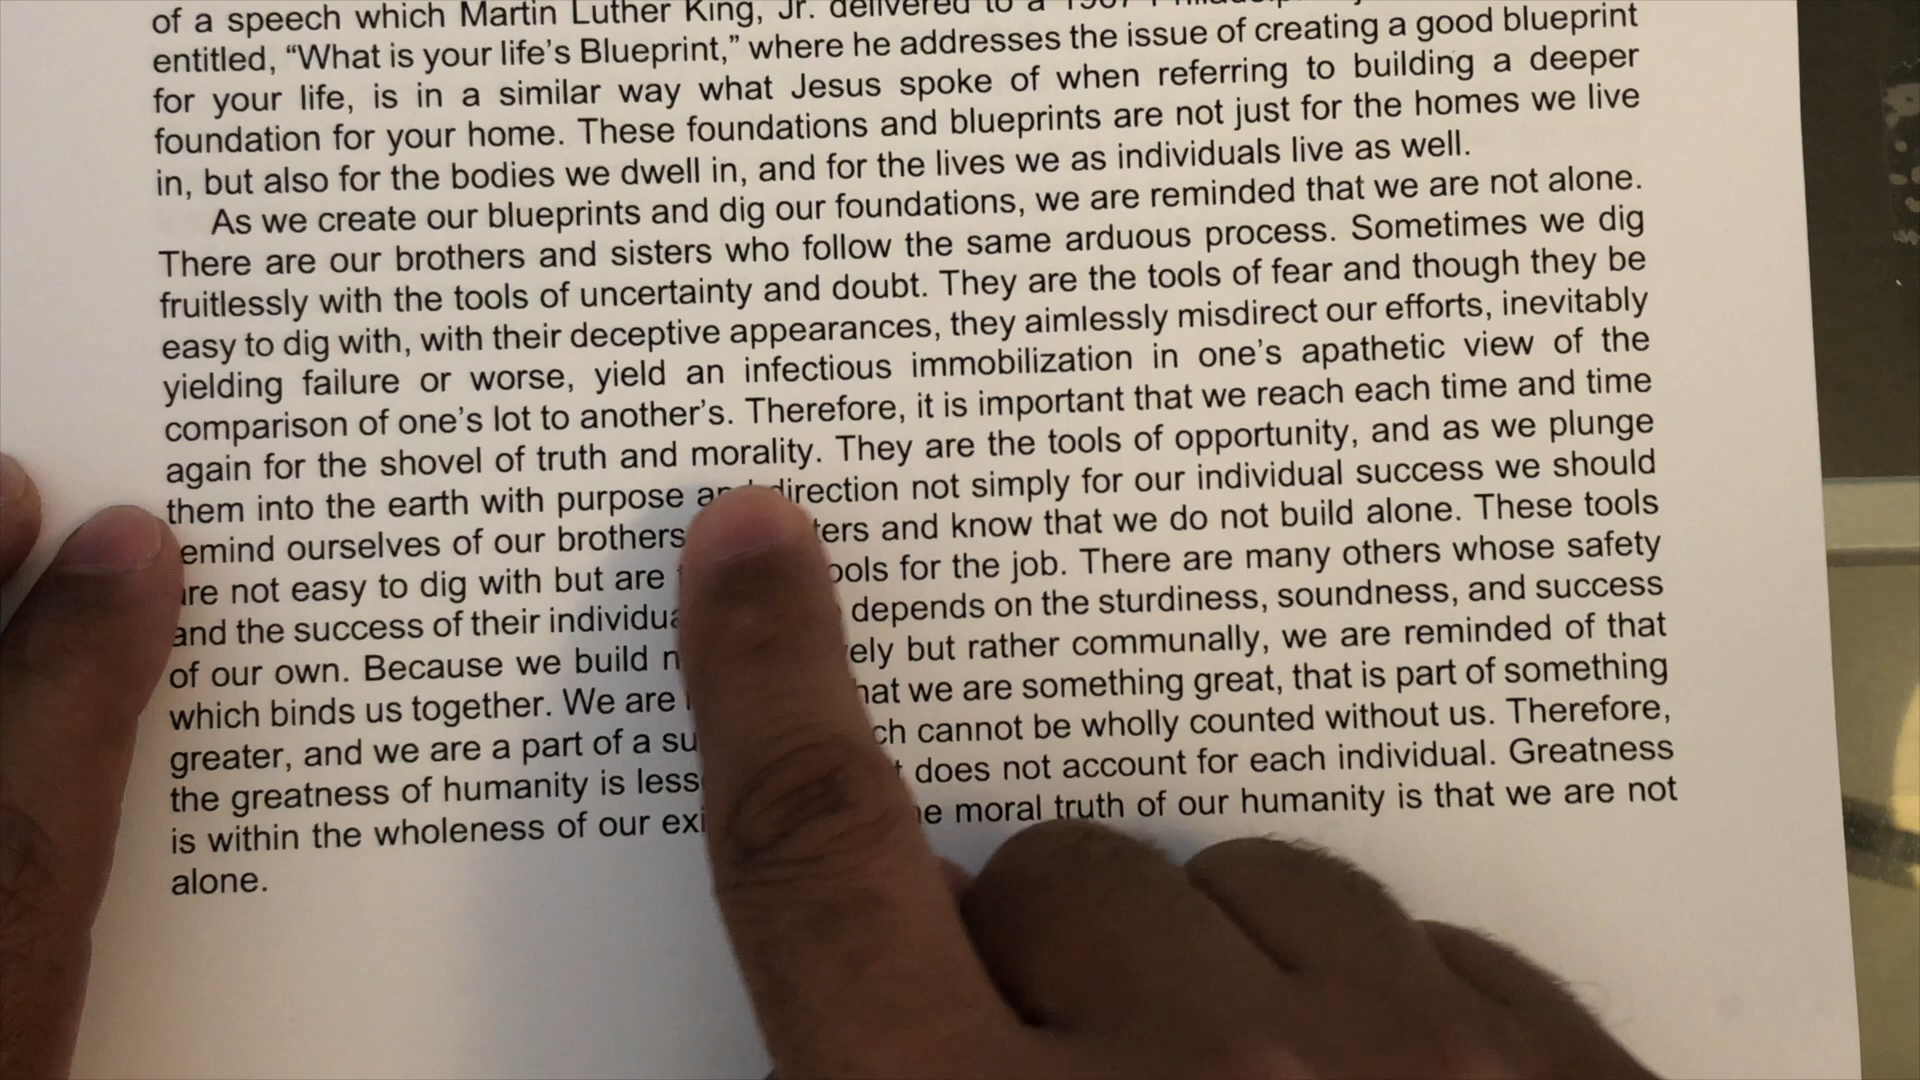 of a speech which Martin Luther King, Jr. delivered to a 1967
entitled, “What is your life’s Blueprint,” where he addresses the issue of creating a good blueprint
for your life, is in a similar way what Jesus spoke of when referring to building a deeper
foundation for your home. These foundations and blueprints are not just for the homes we live
in, but also for the bodies we dwell in, and for the lives we as individuals live as well.
As we create our blueprints and dig our foundations, we are reminded that we are not alone.
There are our brothers and sisters who follow the same arduous process. Sometimes we dig
fruitlessly with the tools of uncertainty and doubt. They are the tools of fear and though they be
easy to dig with, with their deceptive appearances, they aimlessly misdirect our efforts, inevitably
yielding failure or worse, yield an infectious immobilization in one’s apathetic view of the
comparison of one’s lot to another’s. Therefore, it is important that we reach each time and time
again for the shovel of truth and morality. They are the tools of opportunity, and as we plunge
them into the earth with purpose and direction not simply for our individual success we should
emind ourselves of our brothers ters and know that we do not build alone. These tools
re not easy to dig with but are ools for the job. There are many others whose safety
and the success of their individua depends on the sturdiness, soundness, and success
of our own. Because we build n ely but rather communally, we are reminded of that
which binds us together. We are hat we are something great, that is part of something
greater, and we are a part of a su ch cannot be wholly counted without us. Therefore,
the greatness of humanity is less t does not account for each individual. Greatness
is within the wholeness of our exi e moral truth of our humanity is that we are not
alone.